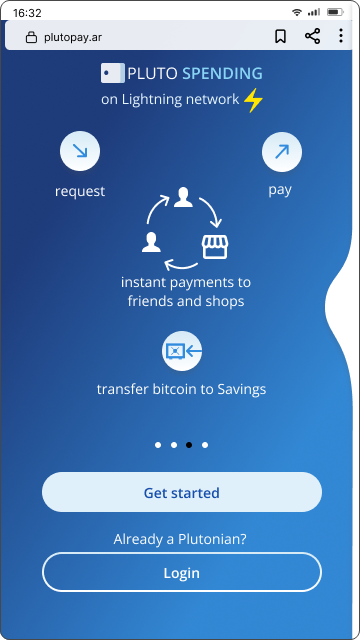 16:32
plutopay.ar
PLUTO SPENDING
on Lightning network
request
pay
instant payments to
friends and shops
transfer bitcoin to Savings
Get started
Already a Plutonian?
Login